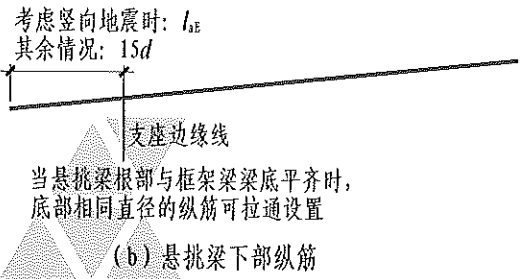 考虑竖向地震时: laE
其余情况: 15d
支座边缘线
当悬挑梁根部与框架梁梁底平齐时,
底部相同直径的纵筋可拉通设置
(b) 悬挑梁下部纵筋